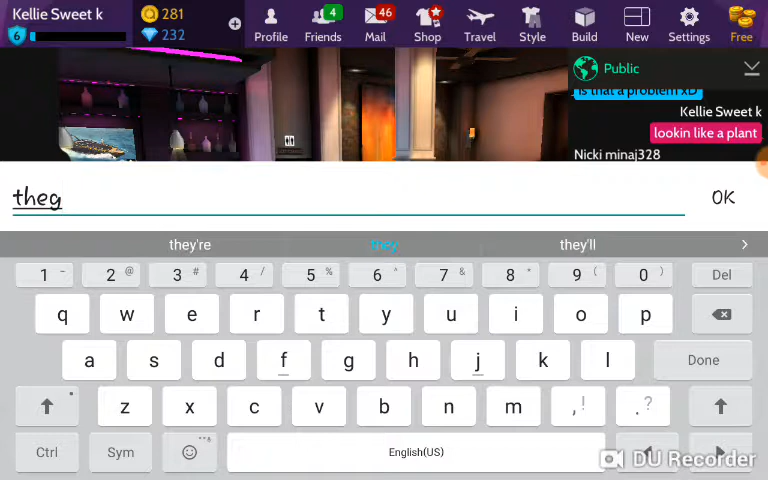 Kellie Sweet k
281
232
6
+
Profile
4
Friends
46
Mail
Shop
Travel
Style
Build
New
Settings
Free
Public
is that a problem xD
Kellie Sweet k
lookin like a plant
Nicki minaj328
theg
OK
they're they they'll >
1 - 2 @ 3 # 4 / 5 % 6 ^ 7 & 8 * 9 ( 0 ) Del
q w e r t y u i o p
a s d f g h j k l Done
z x c v b n m , ! . ?
Ctrl Sym English(US)
DU Recorder